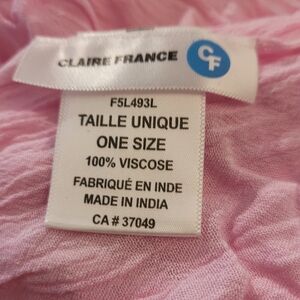 CLAIRE FRANCE
CF
F5L493L
TAILLE UNIQUE
ONE SIZE
100% VISCOSE
FABRIQUÉ EN INDE
MADE IN INDIA
CA # 37049